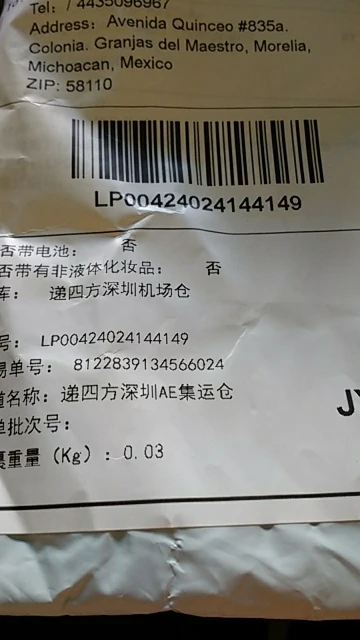 Tel: / 4435096967
Address: Avenida Quinceo #835a.
Colonia. Granjas del Maestro, Morelia,
Michoacan, Mexico
ZIP: 58110
LP00424024144149
否带电池: 否
否带有非液体化妆品: 否
库: 递四方深圳机场仓
号: LP00424024144149
易单号: 8122839134566024
道名称: 递四方深圳AE集运仓
单批次号:
裹重量 (Kg) : 0.03
JY